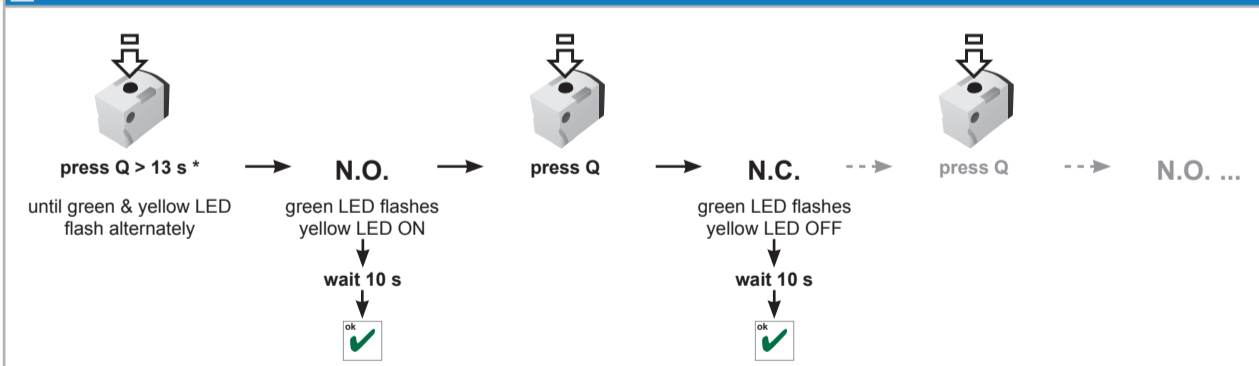 press Q > 13 s *
until green & yellow LED
flash alternately
N.O.
green LED flashes
yellow LED ON
wait 10 s
ok
press Q
N.C.
green LED flashes
yellow LED OFF
wait 10 s
ok
press Q
N.O. ...